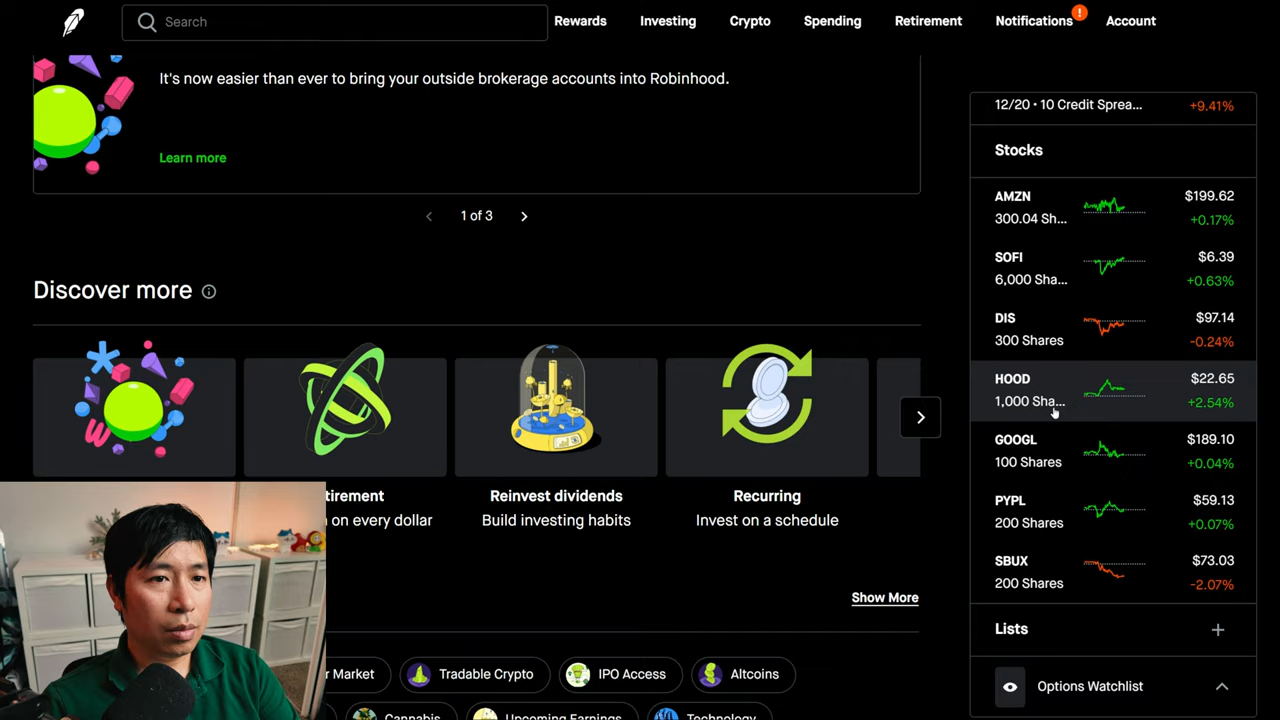 Search
Rewards
Investing
Crypto
Spending
Retirement
Notifications
!
Account
It's now easier than ever to bring your outside brokerage accounts into Robinhood.
Learn more
1 of 3
Discover more
tirement
on every dollar
Reinvest dividends
Build investing habits
Recurring
Invest on a schedule
Show More
r Market
Tradable Crypto
IPO Access
Altcoins
Cannabis
Upcoming Earnings
Technology
12/20 • 10 Credit Sprea...
+9.41%
Stocks
AMZN
$199.62
300.04 Sh...
+0.17%
SOFI
$6.39
6,000 Sha...
+0.63%
DIS
$97.14
300 Shares
-0.24%
HOOD
$22.65
1,000 Sha...
+2.54%
GOOGL
$189.10
100 Shares
+0.04%
PYPL
$59.13
200 Shares
+0.07%
SBUX
$73.03
200 Shares
-2.07%
Lists
Options Watchlist